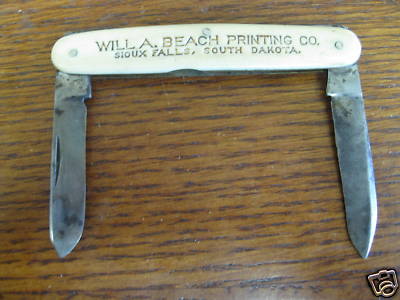 WILL A. BEACH PRINTING CO.
SIOUX FALLS, SOUTH DAKOTA.